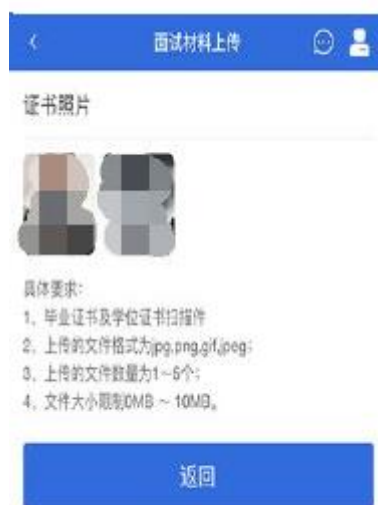 面试材料上传
证书照片
具体要求：
1、毕业证书及学位证书扫描件
2、上传的文件格式为jpg,png,gif,jpeg；
3、上传的文件数量为1~5个；
4、文件大小限制0MB ~ 10MB。
返回